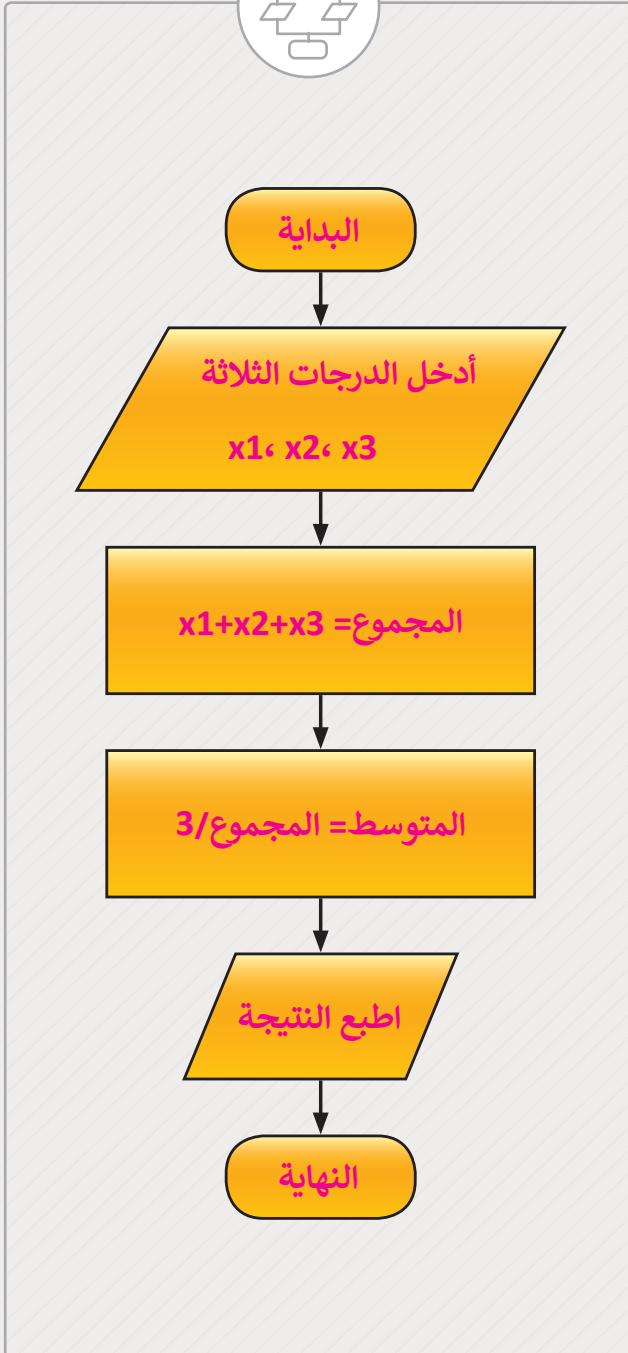 البداية
أدخل الدرجات الثلاثة
x1، x2، x3
المجموع= x1+x2+x3
المتوسط= المجموع/3
اطبع النتيجة
النهاية